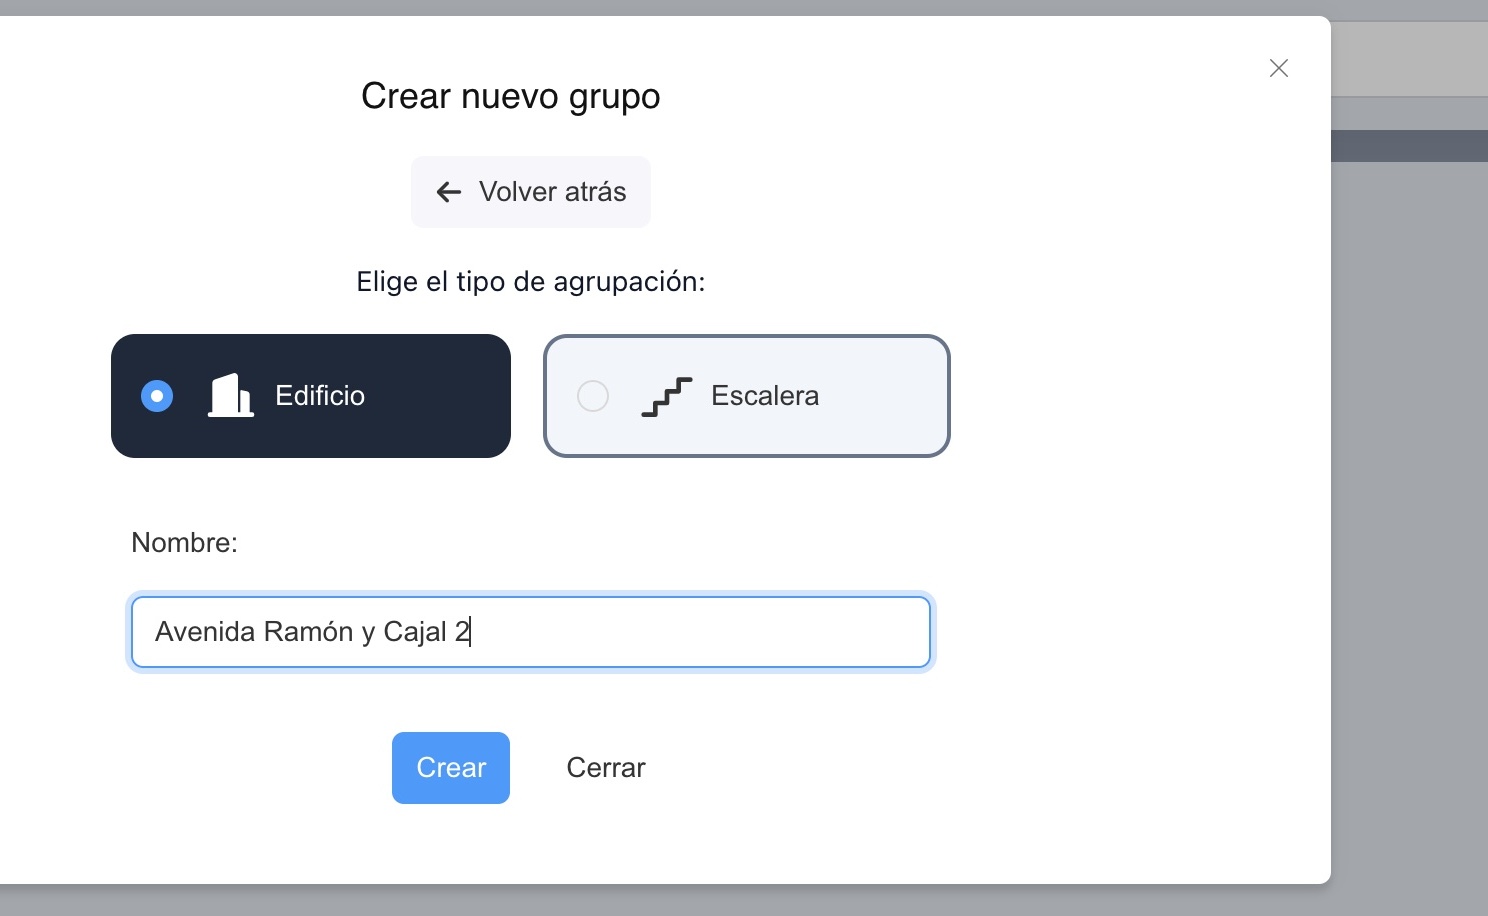 Crear nuevo grupo
Volver atrás
Elige el tipo de agrupación:
Edificio
Escalera
Nombre:
Avenida Ramón y Cajal 2
Crear
Cerrar